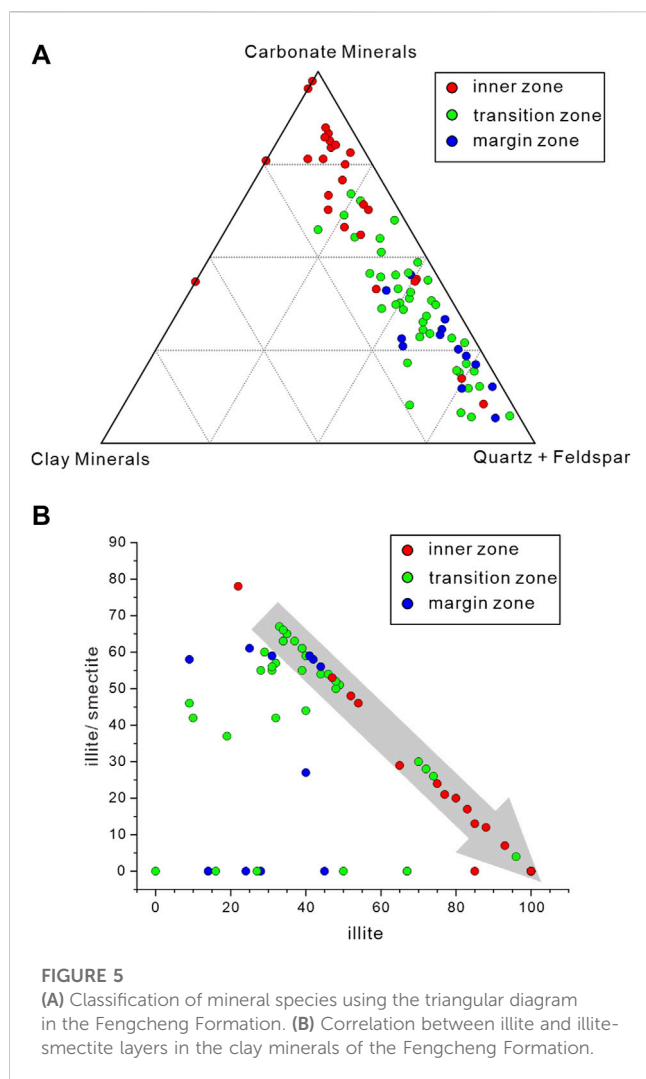 A
Carbonate Minerals
inner zone
transition zone
margin zone
Clay Minerals
Quartz + Feldspar
B
90
80
70
60
50
40
30
20
10
0
illite/ smectite
inner zone
transition zone
margin zone
0
20
40
60
80
100
illite
FIGURE 5
(A) Classification of mineral species using the triangular diagram
in the Fengcheng Formation. (B) Correlation between illite and illite-
smectite layers in the clay minerals of the Fengcheng Formation.